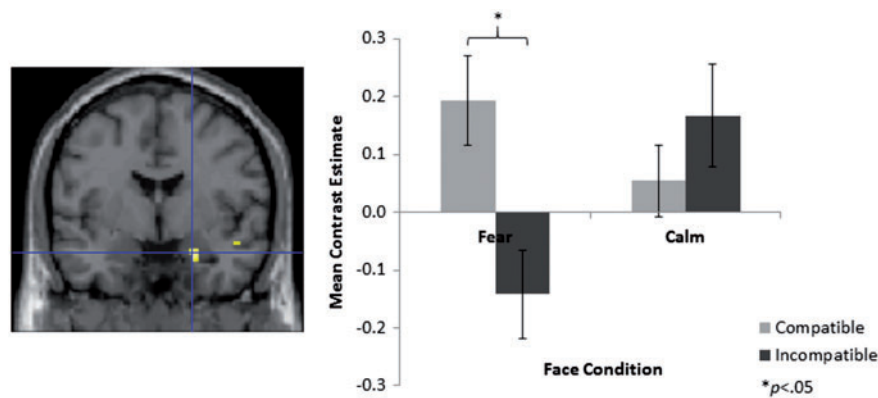 *
0.3
0.2
0.1
0.0
-0.1
-0.2
-0.3
Mean Contrast Estimate
Fear
Calm
Face Condition
Compatible
Incompatible
*p<.05